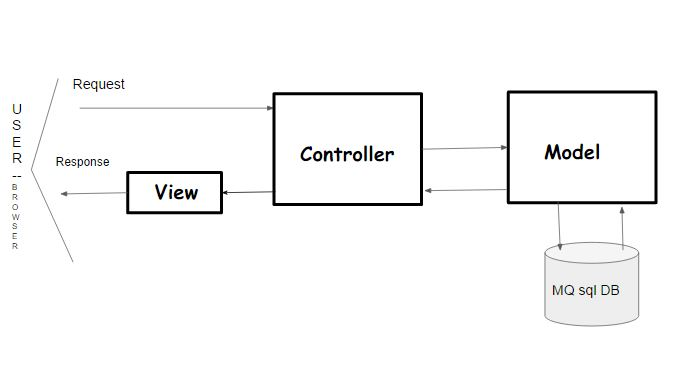 Request
USER--BROWSER
Response
View
Controller
Model
MQ sql DB